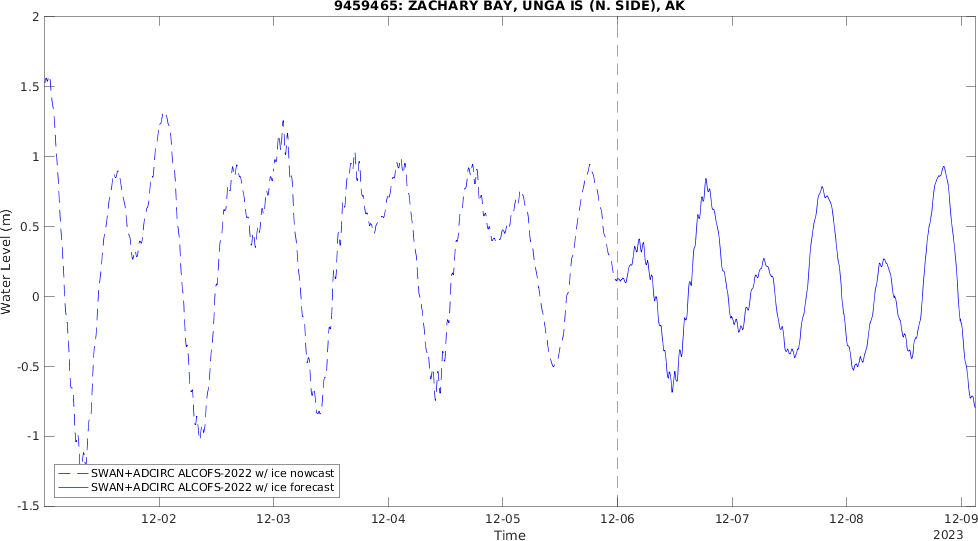 9459465: ZACHARY BAY, UNGA IS (N. SIDE), AK
2
1.5
1
0.5
0
-0.5
-1
-1.5
Water Level (m)
SWAN+ADCIRC ALCOFS-2022 w/ ice nowcast
SWAN+ADCIRC ALCOFS-2022 w/ ice forecast
12-02 12-03 12-04 12-05 12-06 12-07 12-08 12-09
Time
2023